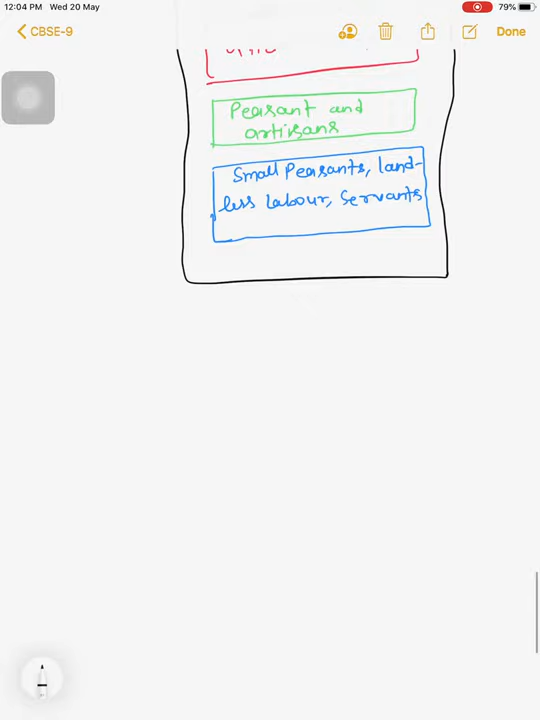 12:04 PM Wed 20 May
79%
CBSE-9
Done
Peasant and
artisans
Small Peasants, land-
less labour, Servants